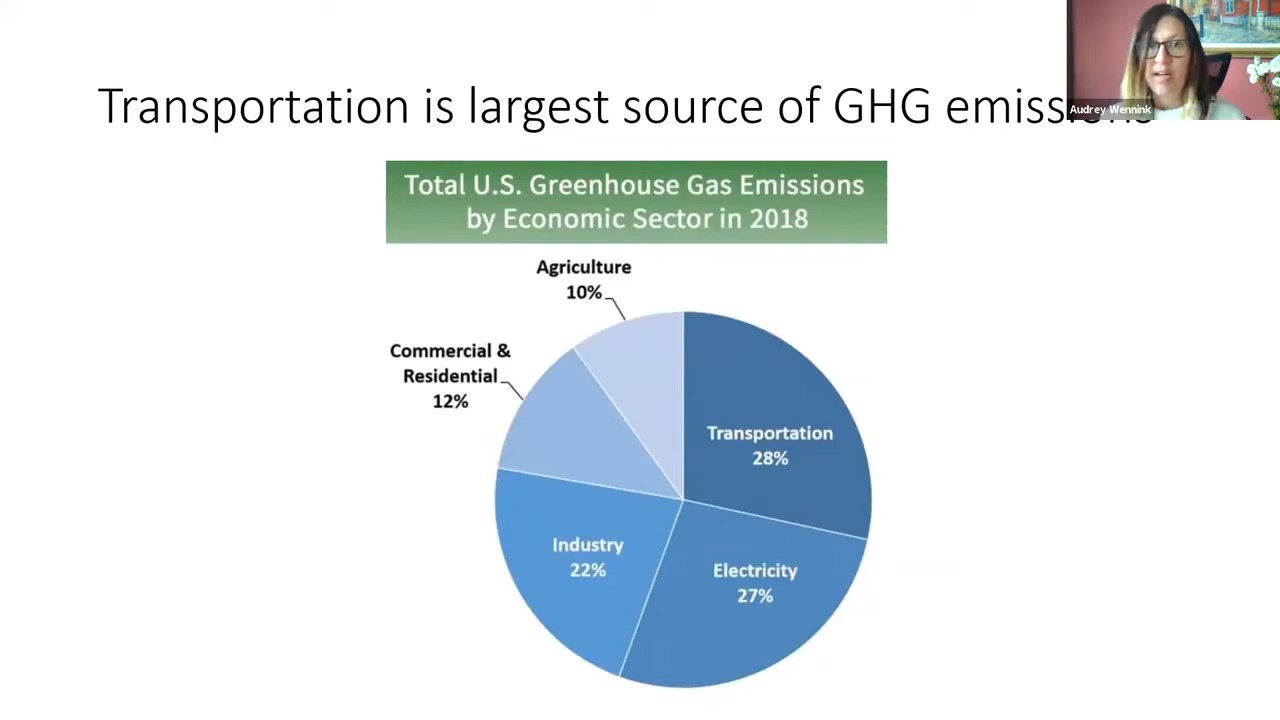 Transportation is largest source of GHG emissions
Audrey Wennink
Total U.S. Greenhouse Gas Emissions
by Economic Sector in 2018
Agriculture
10%
Commercial &
Residential
12%
Transportation
28%
Industry
22%
Electricity
27%